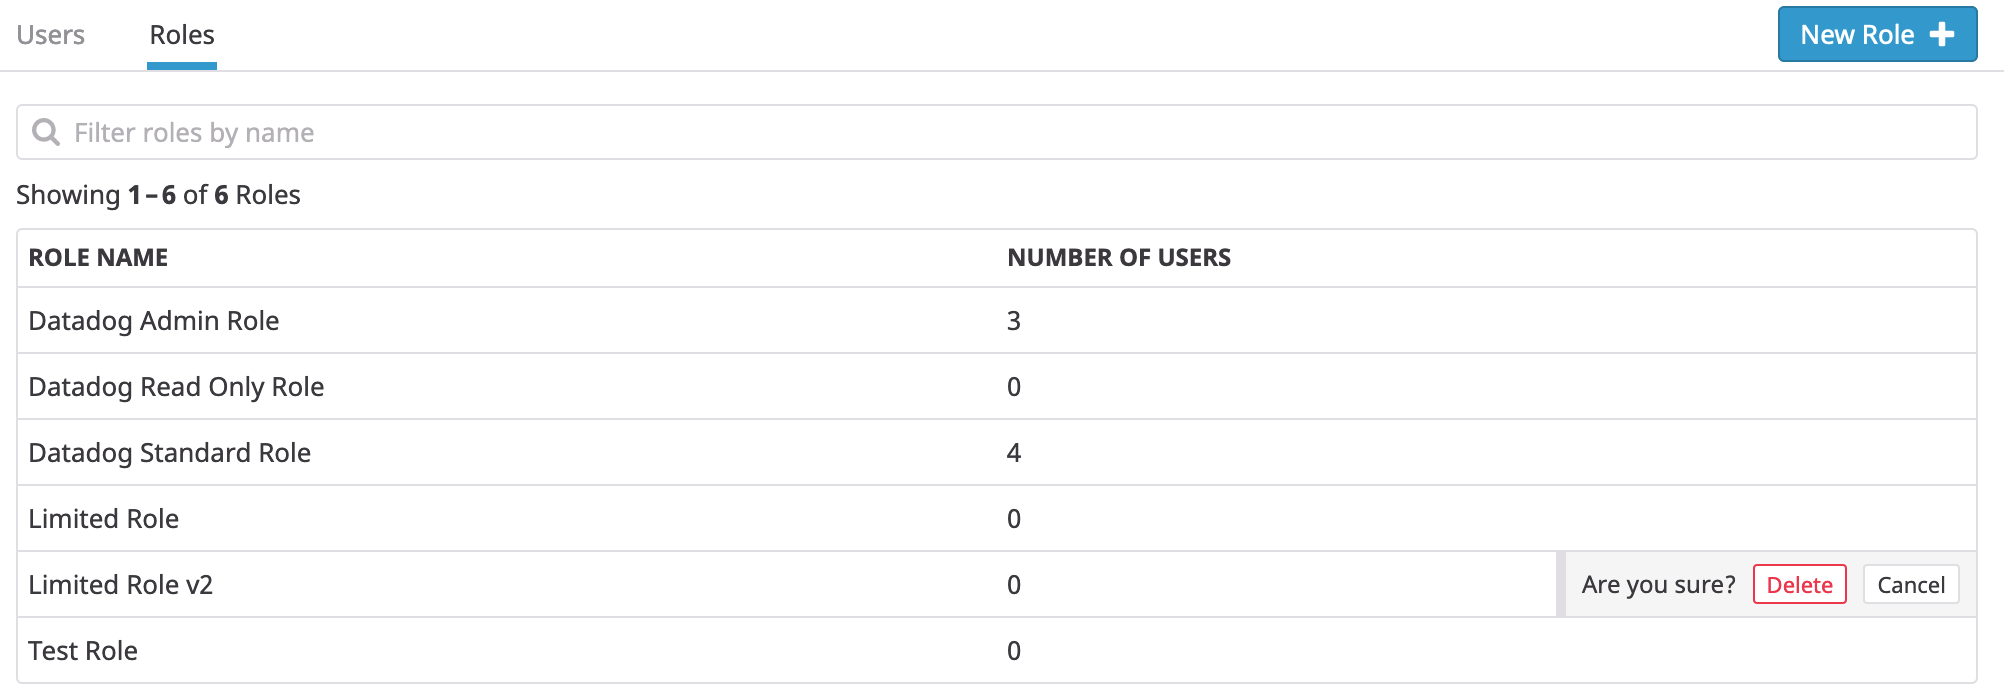 Users Roles New Role
Filter roles by name
Showing 1–6 of 6 Roles
ROLE NAME NUMBER OF USERS
Datadog Admin Role 3
Datadog Read Only Role 0
Datadog Standard Role 4
Limited Role 0
Limited Role v2 0 Are you sure? Delete Cancel
Test Role 0